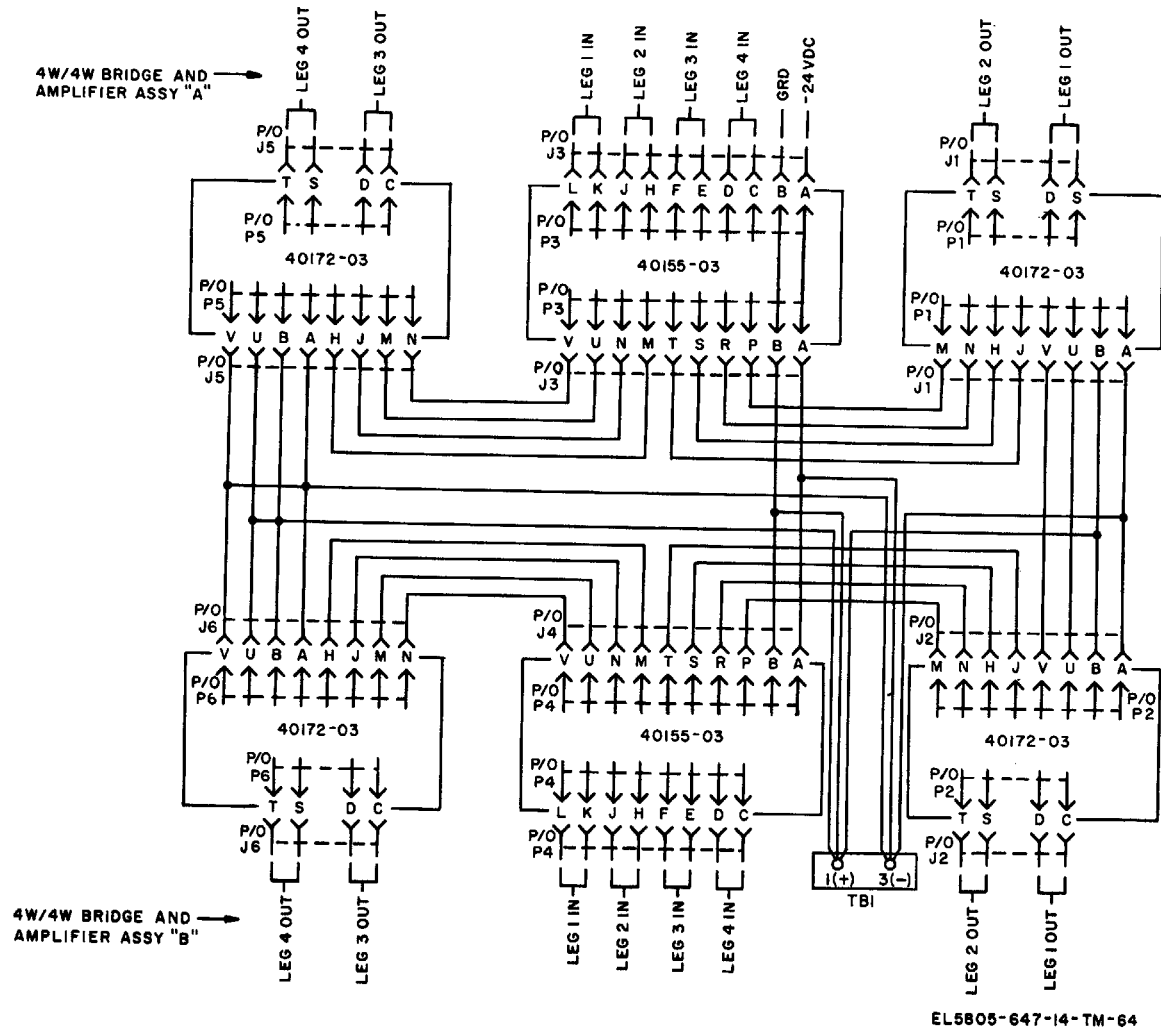 LEG 4 OUT
LEG 3 OUT
LEG 1 IN
LEG 2 IN
LEG 3 IN
LEG 4 IN
GRD
-24VDC
LEG 2 OUT
LEG 1 OUT
4W/4W BRIDGE AND
AMPLIFIER ASSY "A"
P/O
J5
P/O
J3
P/O
J1
T S D C
L K J H F E D C B A
T S D S
P/O
P5
P/O
P3
P/O
P1
40172-03
40155-03
40172-03
P/O
P5
P/O
P3
P/O
P1
V U B A H J M N
V U N M T S R P B A
M N H J V U B A
P/O
J5
P/O
J3
P/O
J1
P/O
J6
P/O
J4
P/O
J2
V U B A H J M N
V U N M T S R P B A
M N H J V U B A
P/O
P6
P/O
P4
P/O
P2
40172-03
40155-03
40172-03
P/O
P6
P/O
P4
P/O
P2
T S D C
L K J H F E D C
T S D C
P/O
J6
P/O
P4
P/O
J2
1(+) 3(-)
TB1
4W/4W BRIDGE AND
AMPLIFIER ASSY "B"
LEG 4 OUT
LEG 3 OUT
LEG 1 IN
LEG 2 IN
LEG 3 IN
LEG 4 IN
LEG 2 OUT
LEG 1 OUT
EL5805-647-14-TM-64